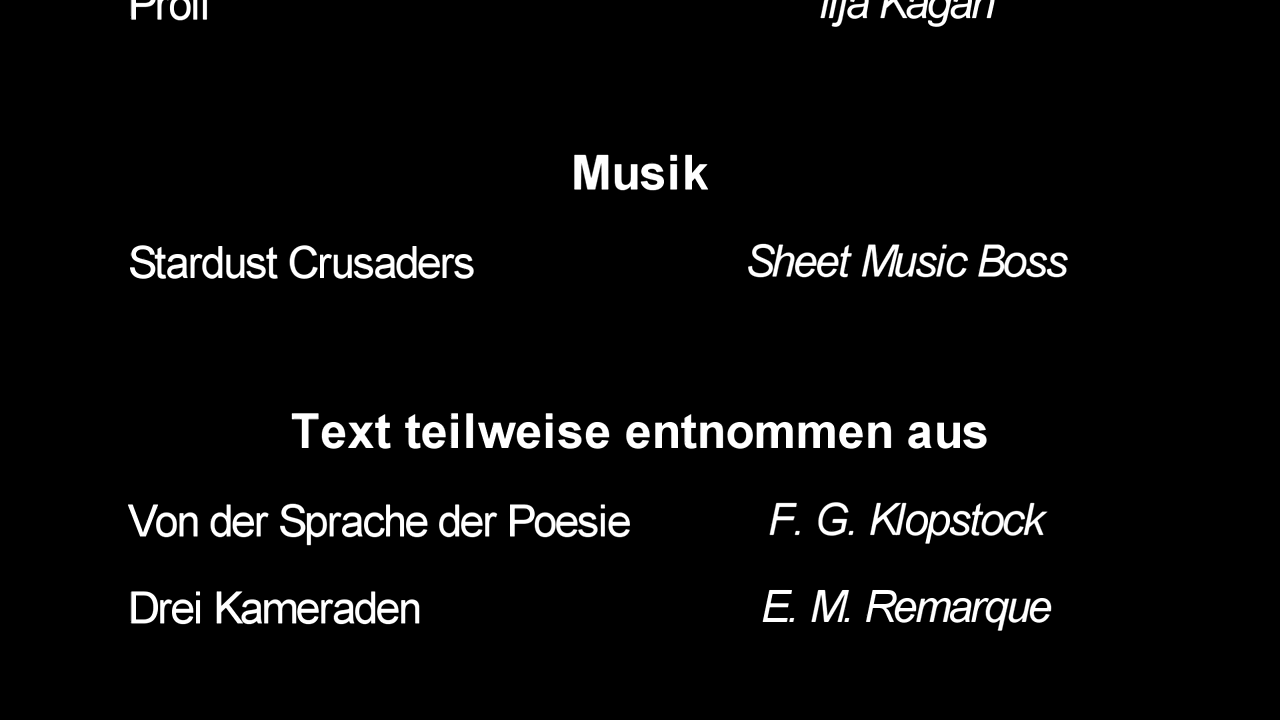 Ilja Kagan
Musik
Stardust Crusaders Sheet Music Boss
Text teilweise entnommen aus
Von der Sprache der Poesie F. G. Klopstock
Drei Kameraden E. M. Remarque